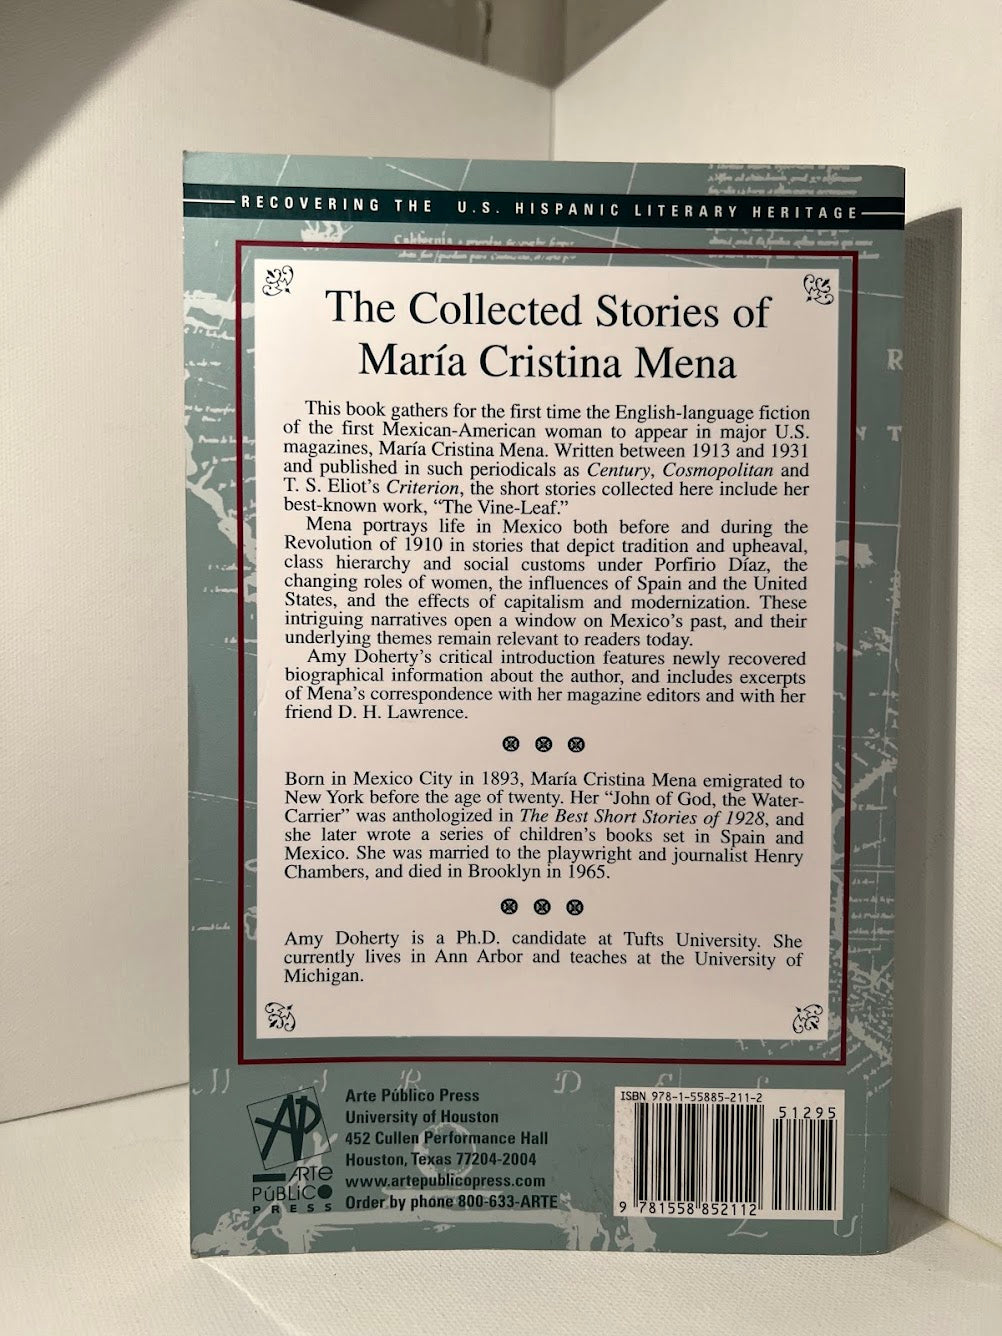 RECOVERING THE U.S. HISPANIC LITERARY HERITAGE
California
The Collected Stories of
María Cristina Mena
This book gathers for the first time the English-language fiction
of the first Mexican-American woman to appear in major U.S.
magazines, María Cristina Mena. Written between 1913 and 1931
and published in such periodicals as Century, Cosmopolitan and
T. S. Eliot's Criterion, the short stories collected here include her
best-known work, “The Vine-Leaf.”
Mena portrays life in Mexico both before and during the
Revolution of 1910 in stories that depict tradition and upheaval,
class hierarchy and social customs under Porfirio Díaz, the
changing roles of women, the influences of Spain and the United
States, and the effects of capitalism and modernization. These
intriguing narratives open a window on Mexico's past, and their
underlying themes remain relevant to readers today.
Amy Doherty's critical introduction features newly recovered
biographical information about the author, and includes excerpts
of Mena's correspondence with her magazine editors and with her
friend D. H. Lawrence.
Born in Mexico City in 1893, María Cristina Mena emigrated to
New York before the age of twenty. Her “John of God, the Water-
Carrier” was anthologized in The Best Short Stories of 1928, and
she later wrote a series of children's books set in Spain and
Mexico. She was married to the playwright and journalist Henry
Chambers, and died in Brooklyn in 1965.
Amy Doherty is a Ph.D. candidate at Tufts University. She
currently lives in Ann Arbor and teaches at the University of
Michigan.
AP
ARTE
PÚBLICO
PRESS
Arte Público Press
University of Houston
452 Cullen Performance Hall
Houston, Texas 77204-2004
www.artepublicopress.com
Order by phone 800-633-ARTE
ISBN 978-1-55885-211-2
51295
9 781558 852112